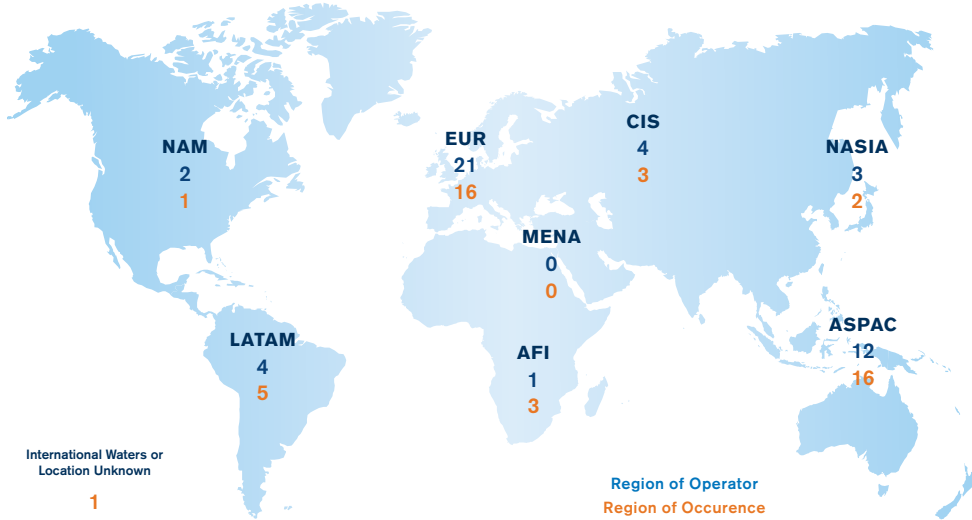 NAM
2
1
EUR
21
16
CIS
4
3
NASIA
3
2
MENA
0
0
LATAM
4
5
AFI
1
3
ASPAC
12
16
International Waters or
Location Unknown
1
Region of Operator
Region of Occurence